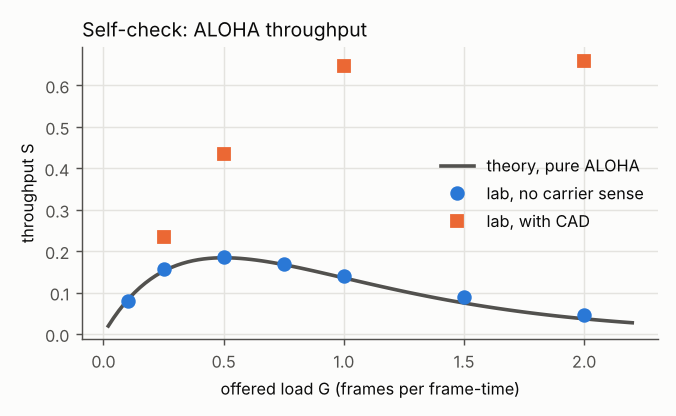 Self-check: ALOHA throughput
throughput S
0.6
0.5
0.4
0.3
0.2
0.1
0.0
theory, pure ALOHA
lab, no carrier sense
lab, with CAD
0.0 0.5 1.0 1.5 2.0
offered load G (frames per frame-time)